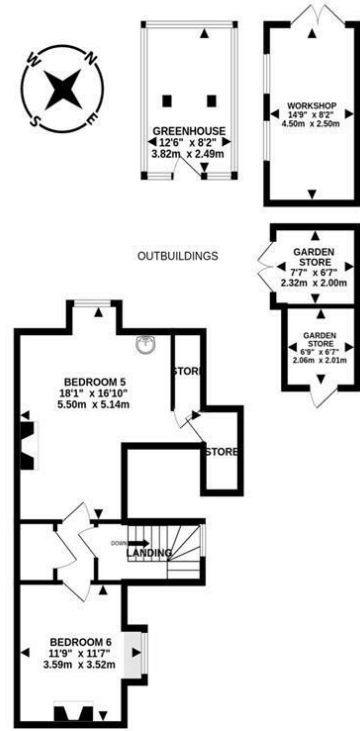 N
W
E
S
GREENHOUSE
12'6" x 8'2"
3.82m x 2.49m
WORKSHOP
14'9" x 8'2"
4.50m x 2.50m
OUTBUILDINGS
GARDEN
STORE
7'7" x 6'7"
2.32m x 2.00m
GARDEN
STORE
6'9" x 6'7"
2.06m x 2.01m
BEDROOM 5
18'1" x 16'10"
5.50m x 5.14m
STORE
STORE
DOWN
LANDING
BEDROOM 6
11'9" x 11'7"
3.59m x 3.52m